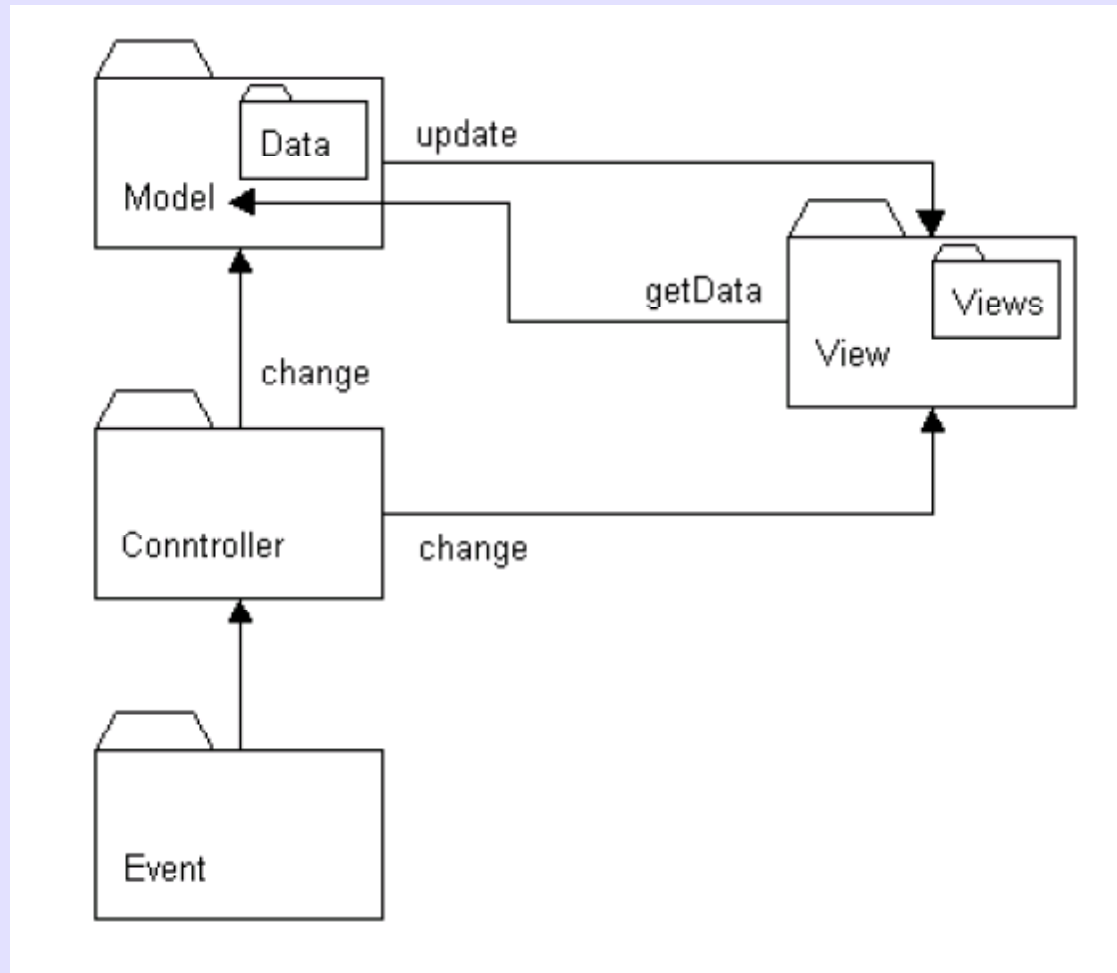 Data
update
Model
getData
Views
View
change
Conntroller
change
Event